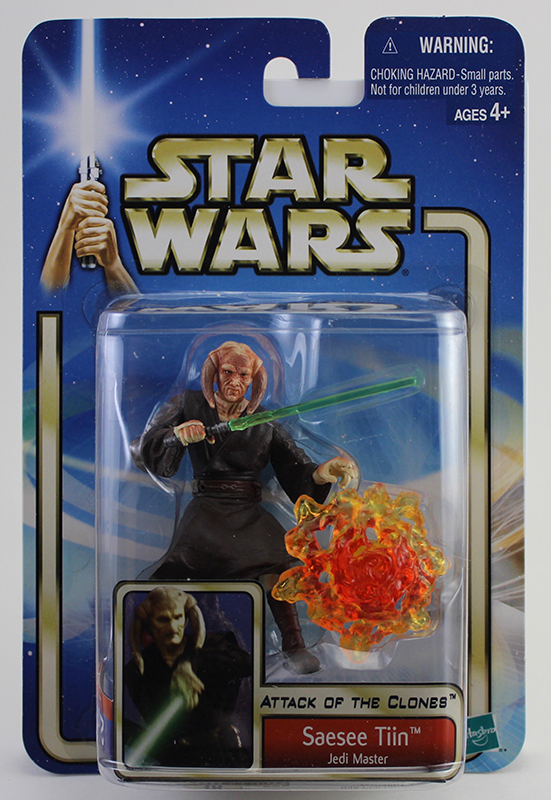 WARNING:
CHOKING HAZARD-Small parts.
Not for children under 3 years.
AGES 4+
STAR
WARS®
ATTACK OF THE CLONES™
Saesee Tiin™
Jedi Master
Hasbro